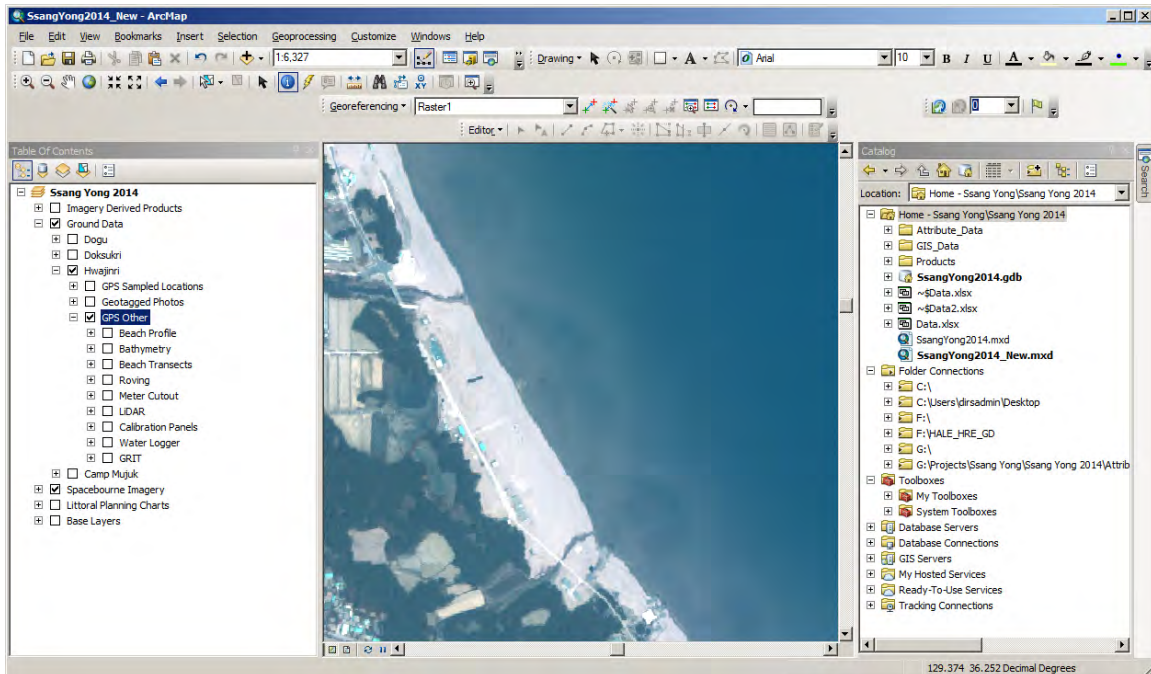 SsangYong2014_New - ArcMap
File Edit View Bookmarks Insert Selection Geoprocessing Customize Windows Help
1:6,327
Drawing
Arial
10
B I U A
Georeferencing
Raster1
0
Editor
Table Of Contents
Ssang Yong 2014
Imagery Derived Products
Ground Data
Dogu
Doksukri
Hwajinri
GPS Sampled Locations
Geotagged Photos
GPS Other
Beach Profile
Bathymetry
Beach Transects
Roving
Meter Cutout
LiDAR
Calibration Panels
Water Logger
GRIT
Camp Mujuk
Spacebourne Imagery
Littoral Planning Charts
Base Layers
Catalog
Location: Home - Ssang Yong\Ssang Yong 2014
Home - Ssang Yong\Ssang Yong 2014
Attribute_Data
GIS_Data
Products
SsangYong2014.gdb
~$Data.xlsx
~$Data2.xlsx
Data.xlsx
SsangYong2014.mxd
SsangYong2014_New.mxd
Folder Connections
C:\
C:\Users\dirsadmin\Desktop
F:\
F:\HALE_HRE_GD
G:\
G:\Projects\Ssang Yong\Ssang Yong 2014\Attrib
Toolboxes
My Toolboxes
System Toolboxes
Database Servers
Database Connections
GIS Servers
My Hosted Services
Ready-To-Use Services
Tracking Connections
Search
129.374 36.252 Decimal Degrees